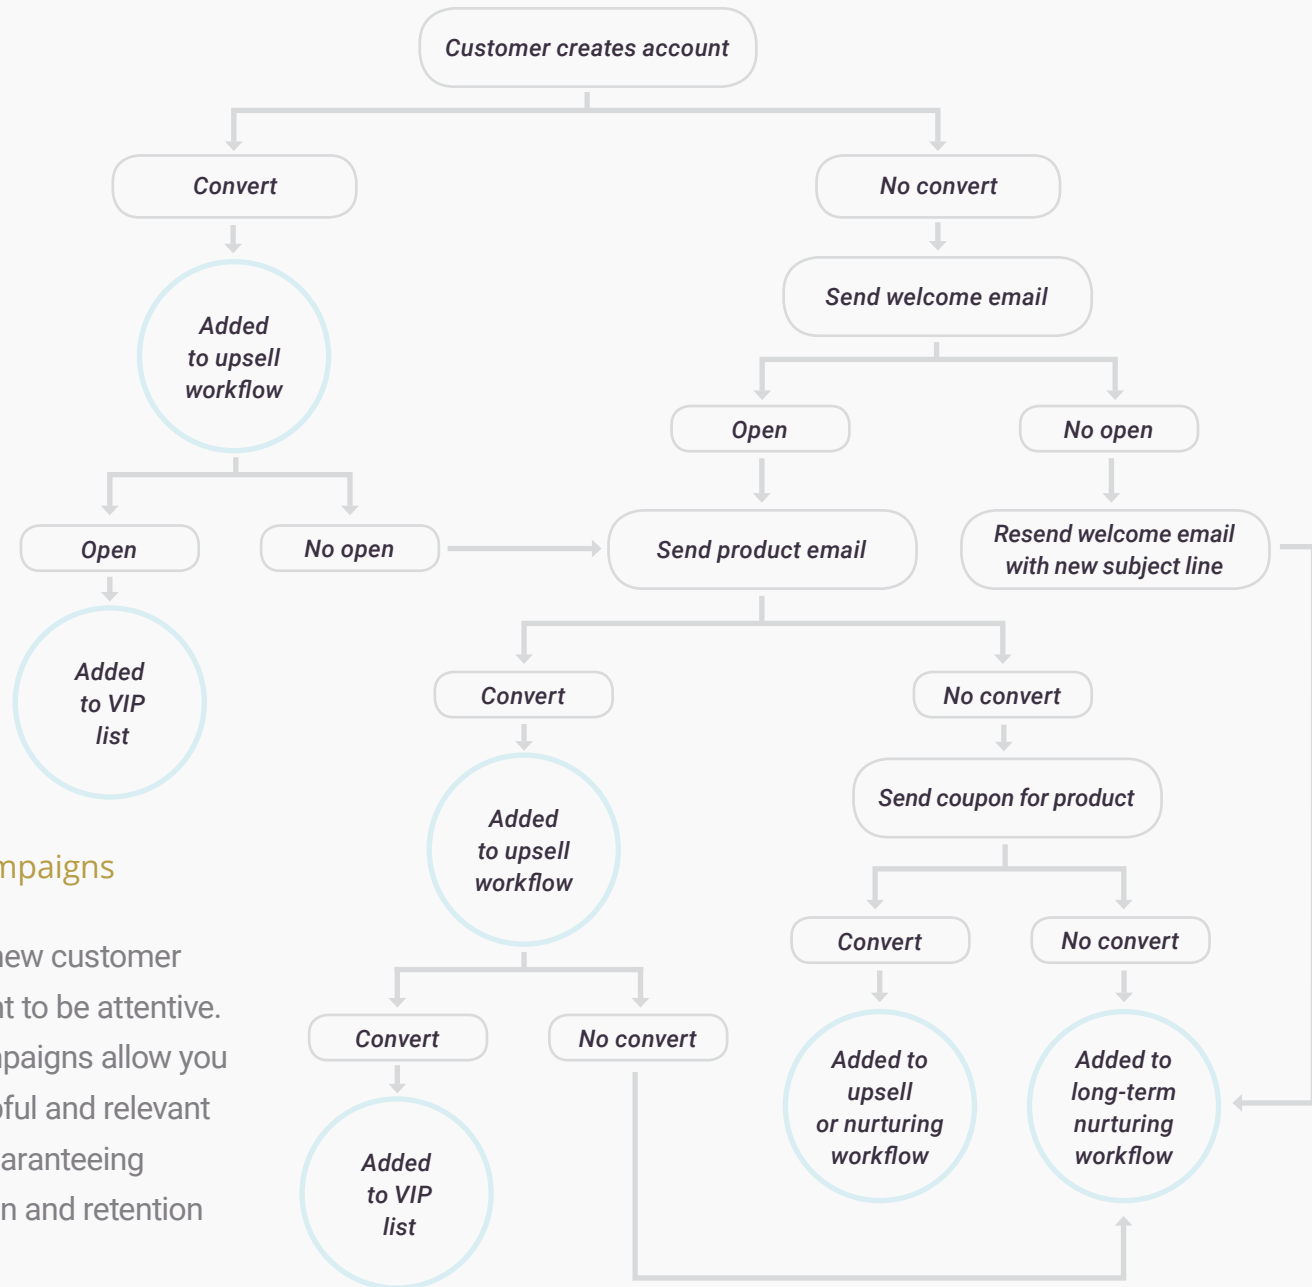 Customer creates account
Convert
No convert
Send welcome email
Added
to upsell
workflow
Open
No open
Open
No open
Send product email
Resend welcome email
with new subject line
Added
to VIP
list
Convert
No convert
Send coupon for product
Added
to upsell
workflow
Convert
No convert
Convert
No convert
Added to
upsell
or nurturing
workflow
Added to
long-term
nurturing
workflow
Added
to VIP
list
mpaigns
new customer
nt to be attentive.
npaigns allow you
pful and relevant
aranteeing
n and retention